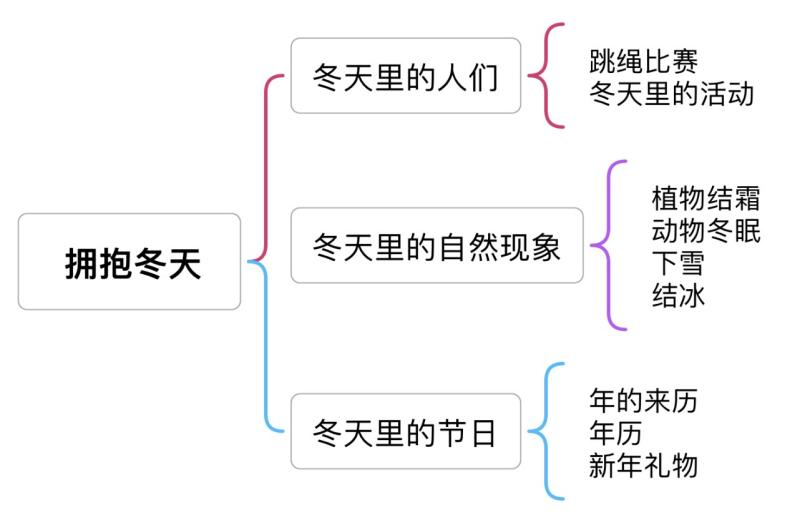 拥抱冬天
冬天里的人们
跳绳比赛
冬天里的活动
冬天里的自然现象
植物结霜
动物冬眠
下雪
结冰
冬天里的节日
年的来历
年历
新年礼物